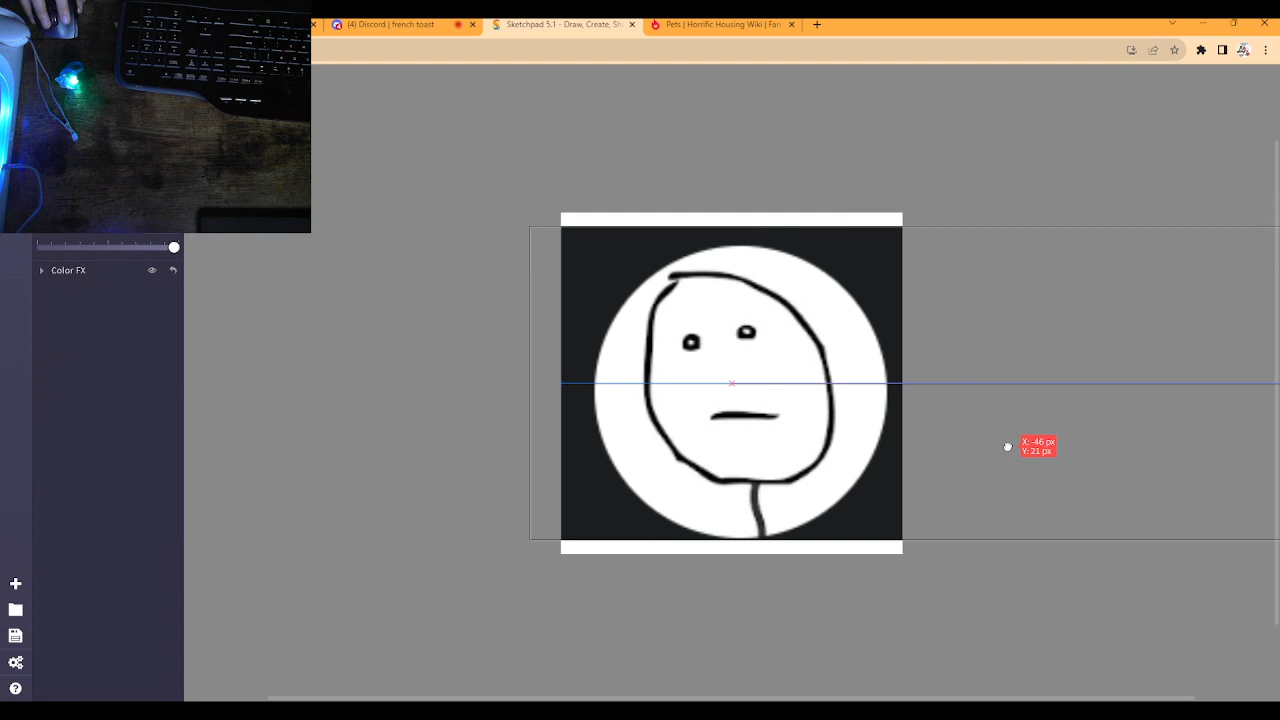 (4) Discord | french toast
Sketchpad 5.1 - Draw, Create, Sh
Pets | Horrific Housing Wiki | Fan
Color FX
X: -46 px
Y: 21 px